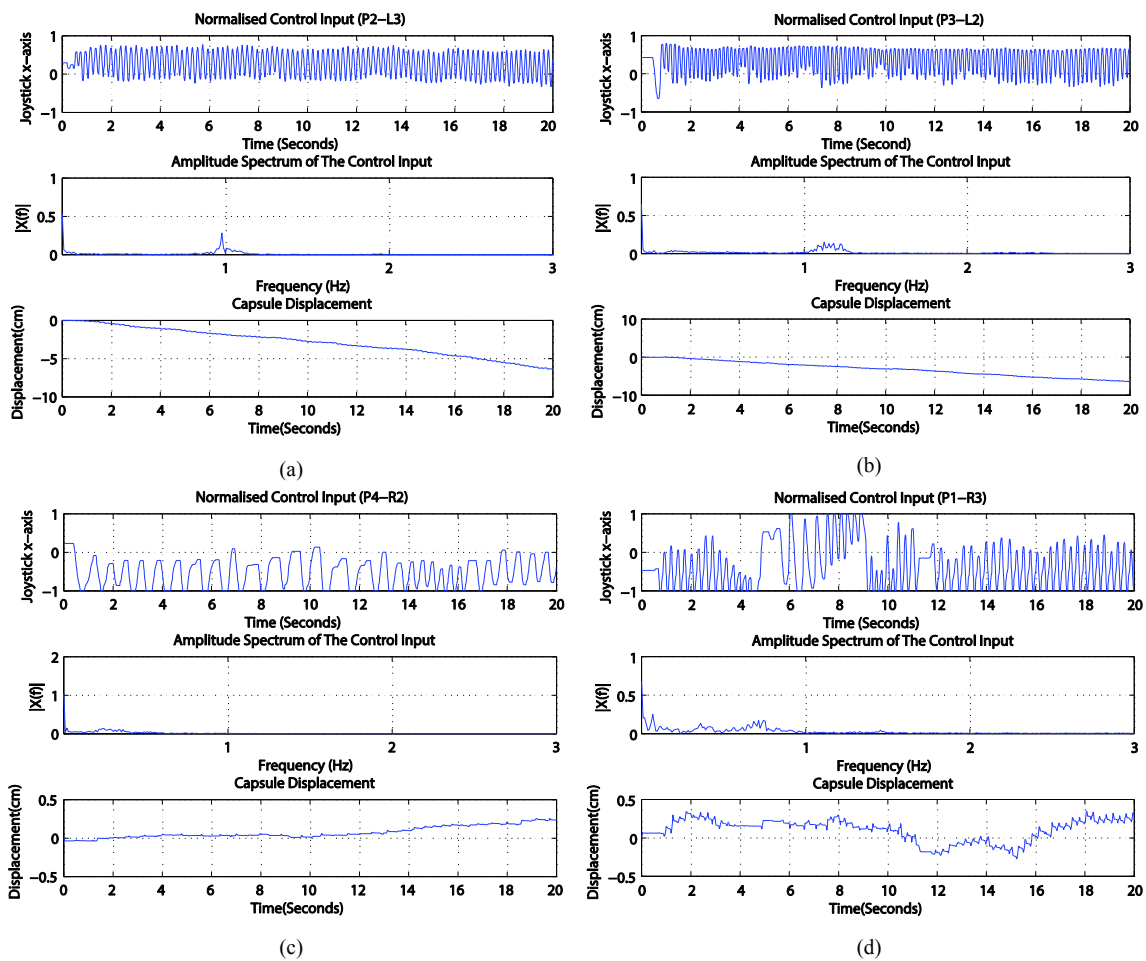 Normalised Control Input (P2−L3)
Joystick x−axis
1
0
−1
0 2 4 6 8 10 12 14 16 18 20
Time (Seconds)
Amplitude Spectrum of The Control Input
|X(f)|
1
0.5
0
1 2 3
Frequency (Hz)
Capsule Displacement
Displacement(cm)
0
−5
−10
0 2 4 6 8 10 12 14 16 18 20
Time(Seconds)
(a)
Normalised Control Input (P3−L2)
Joystick x−axis
1
0
−1
0 2 4 6 8 10 12 14 16 18 20
Time (Second)
Amplitude Spectrum of The Control Input
|X(f)|
1
0.5
0
1 2 3
Frequency (Hz)
Capsule Displacement
Displacement(cm)
10
0
−10
0 2 4 6 8 10 12 14 16 18 20
Time(Seconds)
(b)
Normalised Control Input (P4−R2)
Joystick x−axis
1
0
−1
0 2 4 6 8 10 12 14 16 18 20
Time (Seconds)
Amplitude Spectrum of The Control Input
|X(f)|
2
1
0
1 2 3
Frequency (Hz)
Capsule Displacement
Displacement(cm)
0.5
0
−0.5
0 2 4 6 8 10 12 14 16 18 20
Time(Seconds)
(c)
Normalised Control Input (P1−R3)
Joystick x−axis
1
0
−1
0 2 4 6 8 10 12 14 16 18 20
Time (Seconds)
Amplitude Spectrum of The Control Input
|X(f)|
1
0.5
0
1 2 3
Frequency (Hz)
Capsule Displacement
Displacement(cm)
0.5
0
−0.5
0 2 4 6 8 10 12 14 16 18 20
Time(Seconds)
(d)